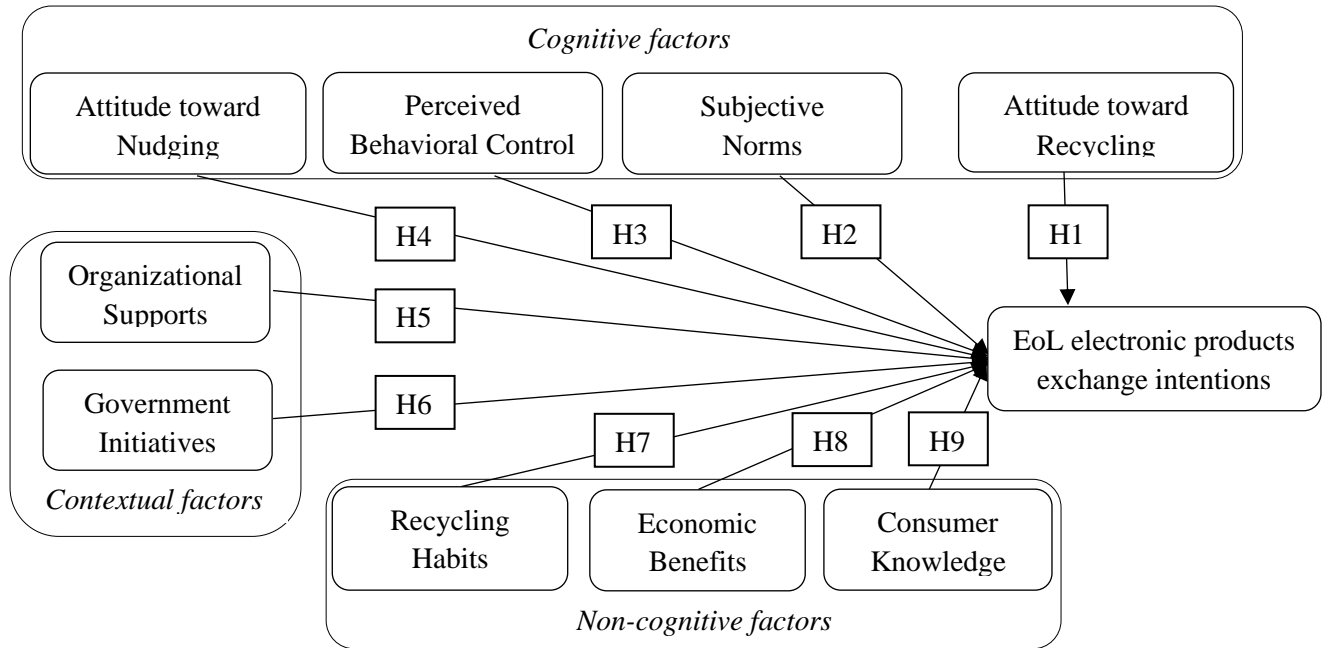 Cognitive factors
Attitude toward
Nudging
Perceived
Behavioral Control
Subjective
Norms
Attitude toward
Recycling
H4
H3
H2
H1
Organizational
Supports
H5
EoL electronic products
exchange intentions
Government
Initiatives
H6
Contextual factors
H7
H8
H9
Recycling
Habits
Economic
Benefits
Consumer
Knowledge
Non-cognitive factors